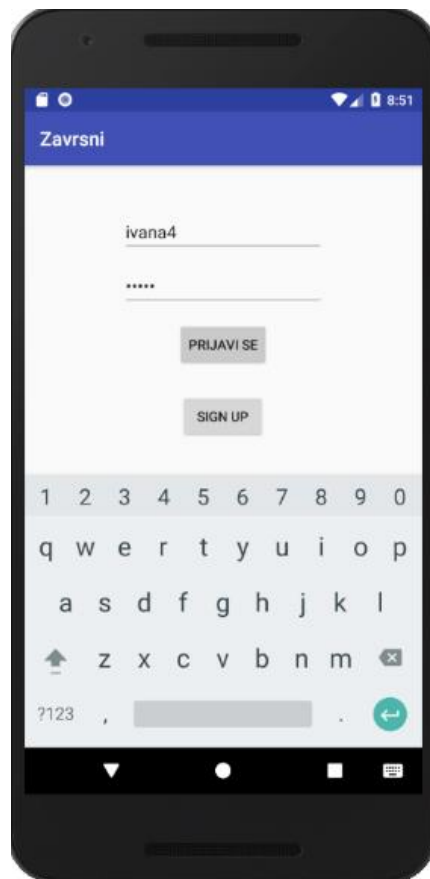 8:51
Zavrsni
ivana4
•••••
PRIJAVI SE
SIGN UP
1 2 3 4 5 6 7 8 9 0
q w e r t y u i o p
a s d f g h j k l
z x c v b n m
?123 , .